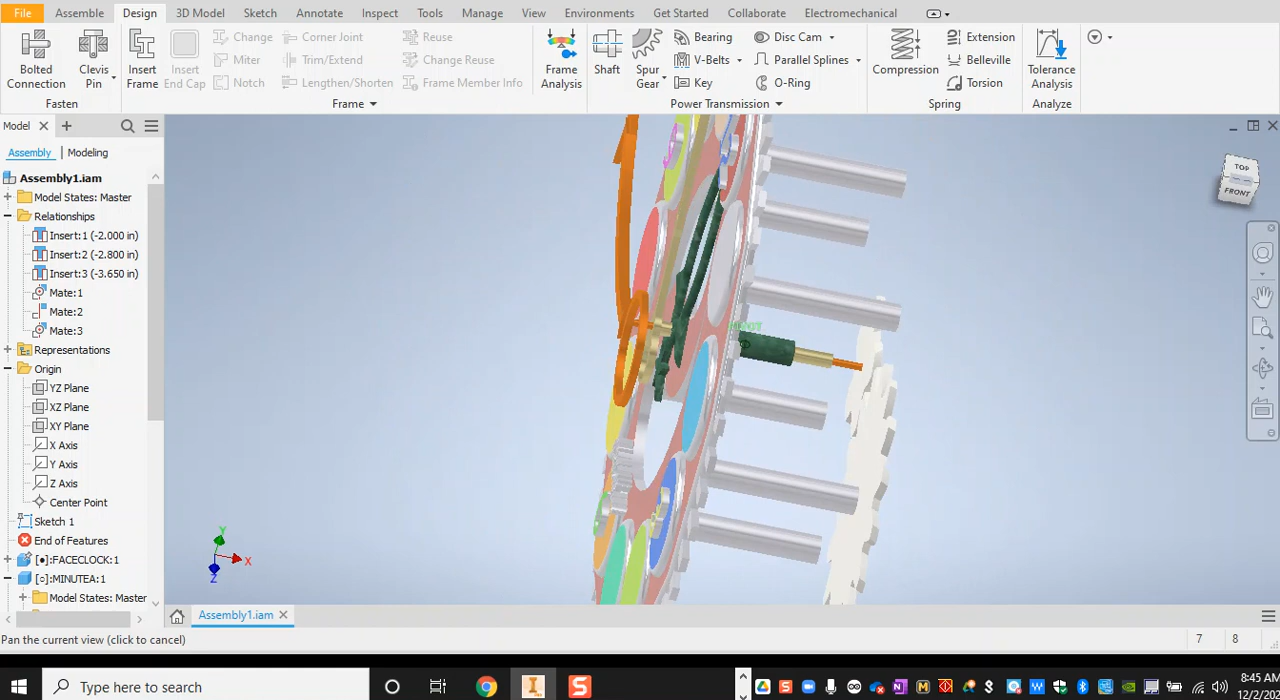 File Assemble Design 3D Model Sketch Annotate Inspect Tools Manage View Environments Get Started Collaborate Electromechanical
Bolted Connection
Clevis Pin
Insert Frame
Insert End Cap
Change Corner Joint Reuse
Miter Trim/Extend Change Reuse
Notch Lengthen/Shorten Frame Member Info
Frame Analysis
Shaft
Spur Gear
Bearing Disc Cam
V-Belts Parallel Splines
Key O-Ring
Compression
Extension
Belleville
Torsion
Tolerance Analysis
Fasten Frame Power Transmission Spring Analyze
Model
Assembly Modeling
Assembly1.iam
Model States: Master
Relationships
Insert:1 (-2.000 in)
Insert:2 (-2.800 in)
Insert:3 (-3.650 in)
Mate:1
Mate:2
Mate:3
Representations
Origin
YZ Plane
XZ Plane
XY Plane
X Axis
Y Axis
Z Axis
Center Point
Sketch 1
End of Features
[●]:FACECLOCK:1
[○]:MINUTEA:1
Model States: Master
TOP
FRONT
Y
X
Z
Assembly1.iam
Pan the current view (click to cancel) 7 8
Type here to search
8:45 AM